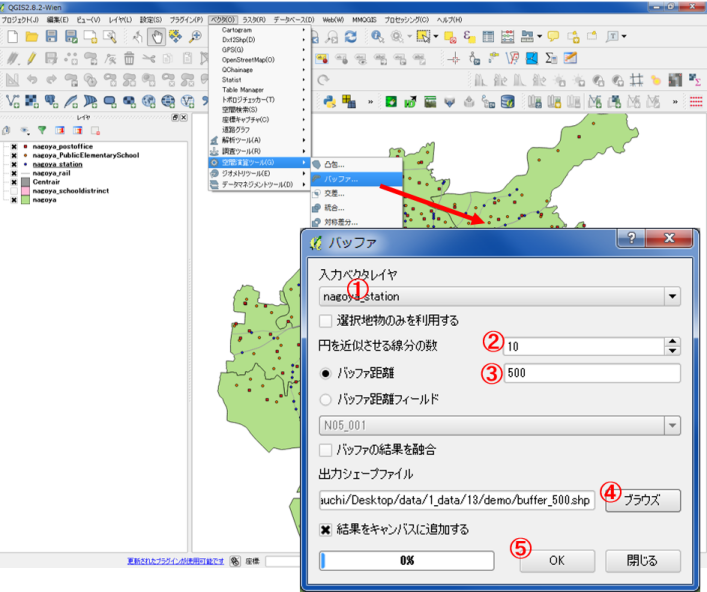 QGIS2.8.2-Wien
プロジェクト(J) 編集(E) ビュー(V) レイヤ(L) 設定(S) プラグイン(P) ベクタ(O) ラスタ(R) データベース(D) Web(W) MMQGIS プロセッシング(C) ヘルプ(H)
Cartogram
Dxf2Shp(D)
GPS(G)
OpenStreetMap(O)
QChainage
Statist
Table Manager
トポロジチェッカー(T)
空間検索(S)
座標キャプチャ(C)
道路グラフ
解析ツール(A)
調査ツール(R)
空間演算ツール(G)
ジオメトリツール(E)
データマネジメントツール(D)
凸包...
バッファ...
交差...
統合...
対称差分...
レイヤ
nagoya_postoffice
nagoya_PublicElementarySchool
nagoya_station
nagoya_rail
Centrair
nagoya_schooldistrict
nagoya
バッファ
入力ベクタレイヤ
①
nagoya_station
選択地物のみを利用する
円を近似させる線分の数 ② 10
バッファ距離 ③ 500
バッファ距離フィールド
N05_001
バッファの結果を融合
出力シェープファイル
auchi/Desktop/data/1_data/13/demo/buffer_500.shp ④ ブラウズ
結果をキャンバスに追加する
0% ⑤ OK 閉じる
更新されたプラグインが使用可能です 座標